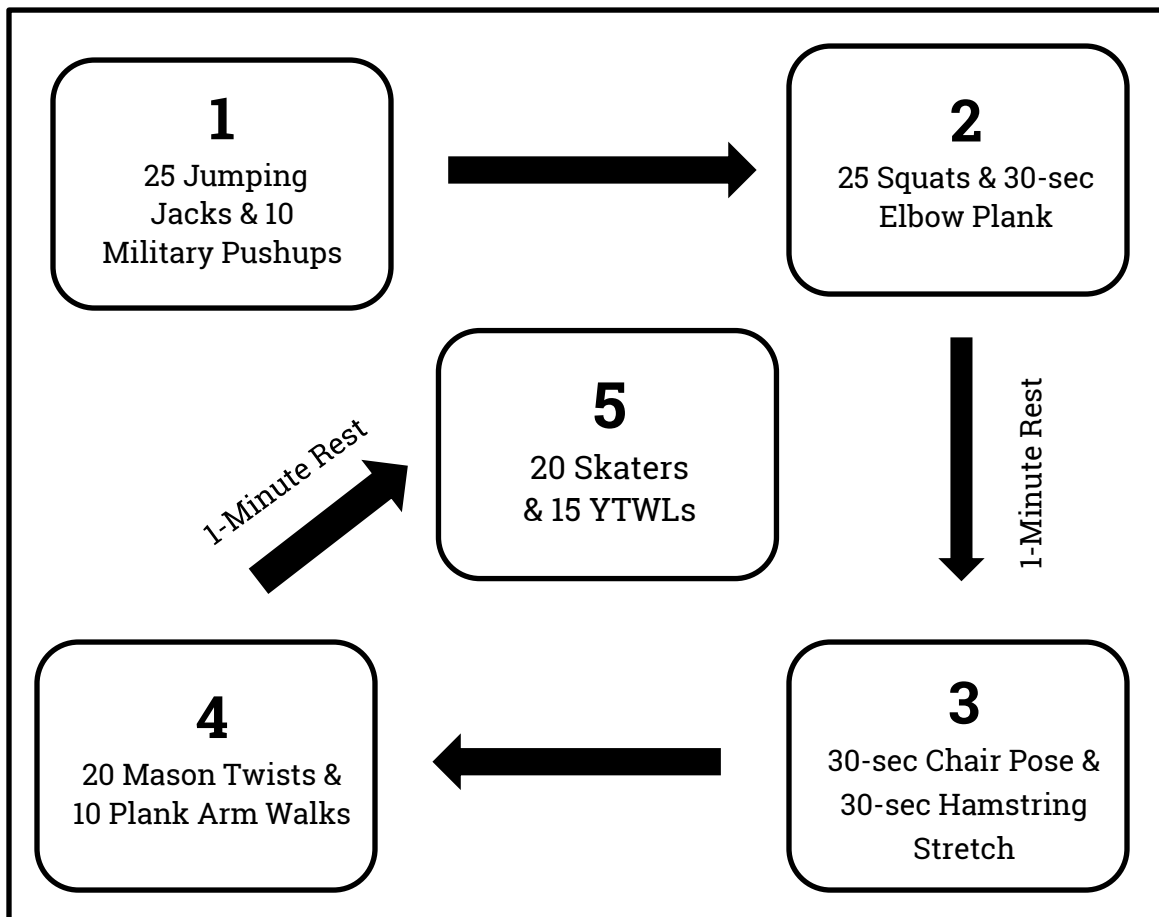 1
25 Jumping
Jacks & 10
Military Pushups
2
25 Squats & 30-sec
Elbow Plank
1-Minute Rest
3
30-sec Chair Pose &
30-sec Hamstring
Stretch
4
20 Mason Twists &
10 Plank Arm Walks
1-Minute Rest
5
20 Skaters
& 15 YTWLs